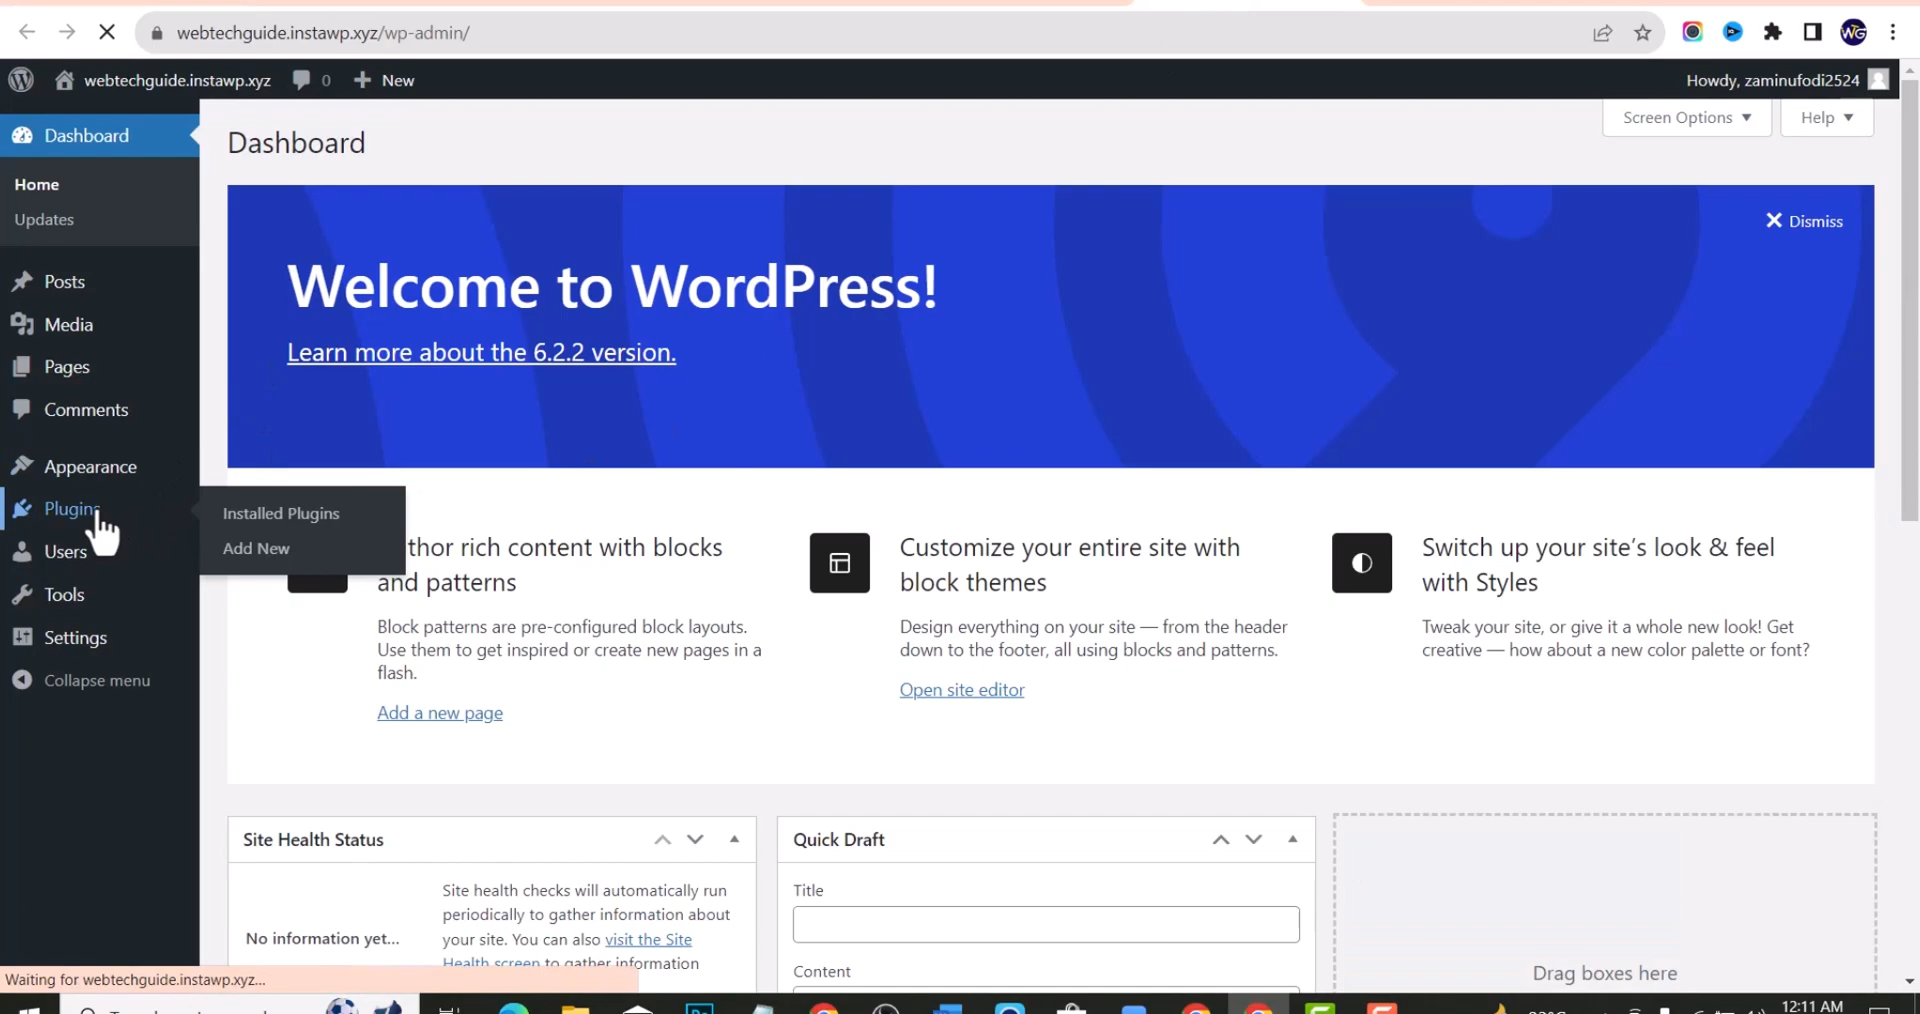 webtechguide.instawp.xyz/wp-admin/
WG
webtechguide.instawp.xyz
0
New
Howdy, zaminufodi2524
Dashboard
Home
Updates
Posts
Media
Pages
Comments
Appearance
Plugins
Users
Tools
Settings
Collapse menu
Installed Plugins
Add New
Dashboard
Screen Options
Help
Dismiss
Welcome to WordPress!
Learn more about the 6.2.2 version.
thor rich content with blocks
and patterns
Block patterns are pre-configured block layouts.
Use them to get inspired or create new pages in a
flash.
Add a new page
Customize your entire site with
block themes
Design everything on your site — from the header
down to the footer, all using blocks and patterns.
Open site editor
Switch up your site's look & feel
with Styles
Tweak your site, or give it a whole new look! Get
creative — how about a new color palette or font?
Site Health Status
No information yet...
Site health checks will automatically run
periodically to gather information about
your site. You can also visit the Site
Health screen to gather information
Quick Draft
Title
Content
Drag boxes here
Waiting for webtechguide.instawp.xyz...
12:11 AM